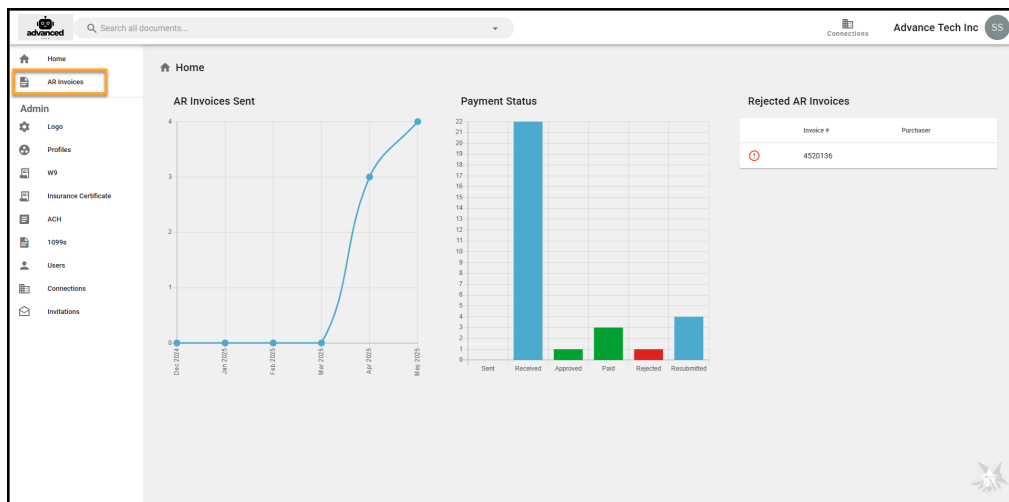 advanced
Search all documents...
Connections
Advance Tech Inc
SS
Home
AR Invoices
Admin
Logo
Profiles
W9
Insurance Certificate
ACH
1099s
Users
Connections
Invitations
Home
AR Invoices Sent
4
3
2
1
0
Dec 2024
Jan 2025
Feb 2025
Mar 2025
Apr 2025
May 2025
Payment Status
22
21
20
19
18
17
16
15
14
13
12
11
10
9
8
7
6
5
4
3
2
1
0
Sent
Received
Approved
Paid
Rejected
Resubmitted
Rejected AR Invoices
Invoice # Purchaser
4520136